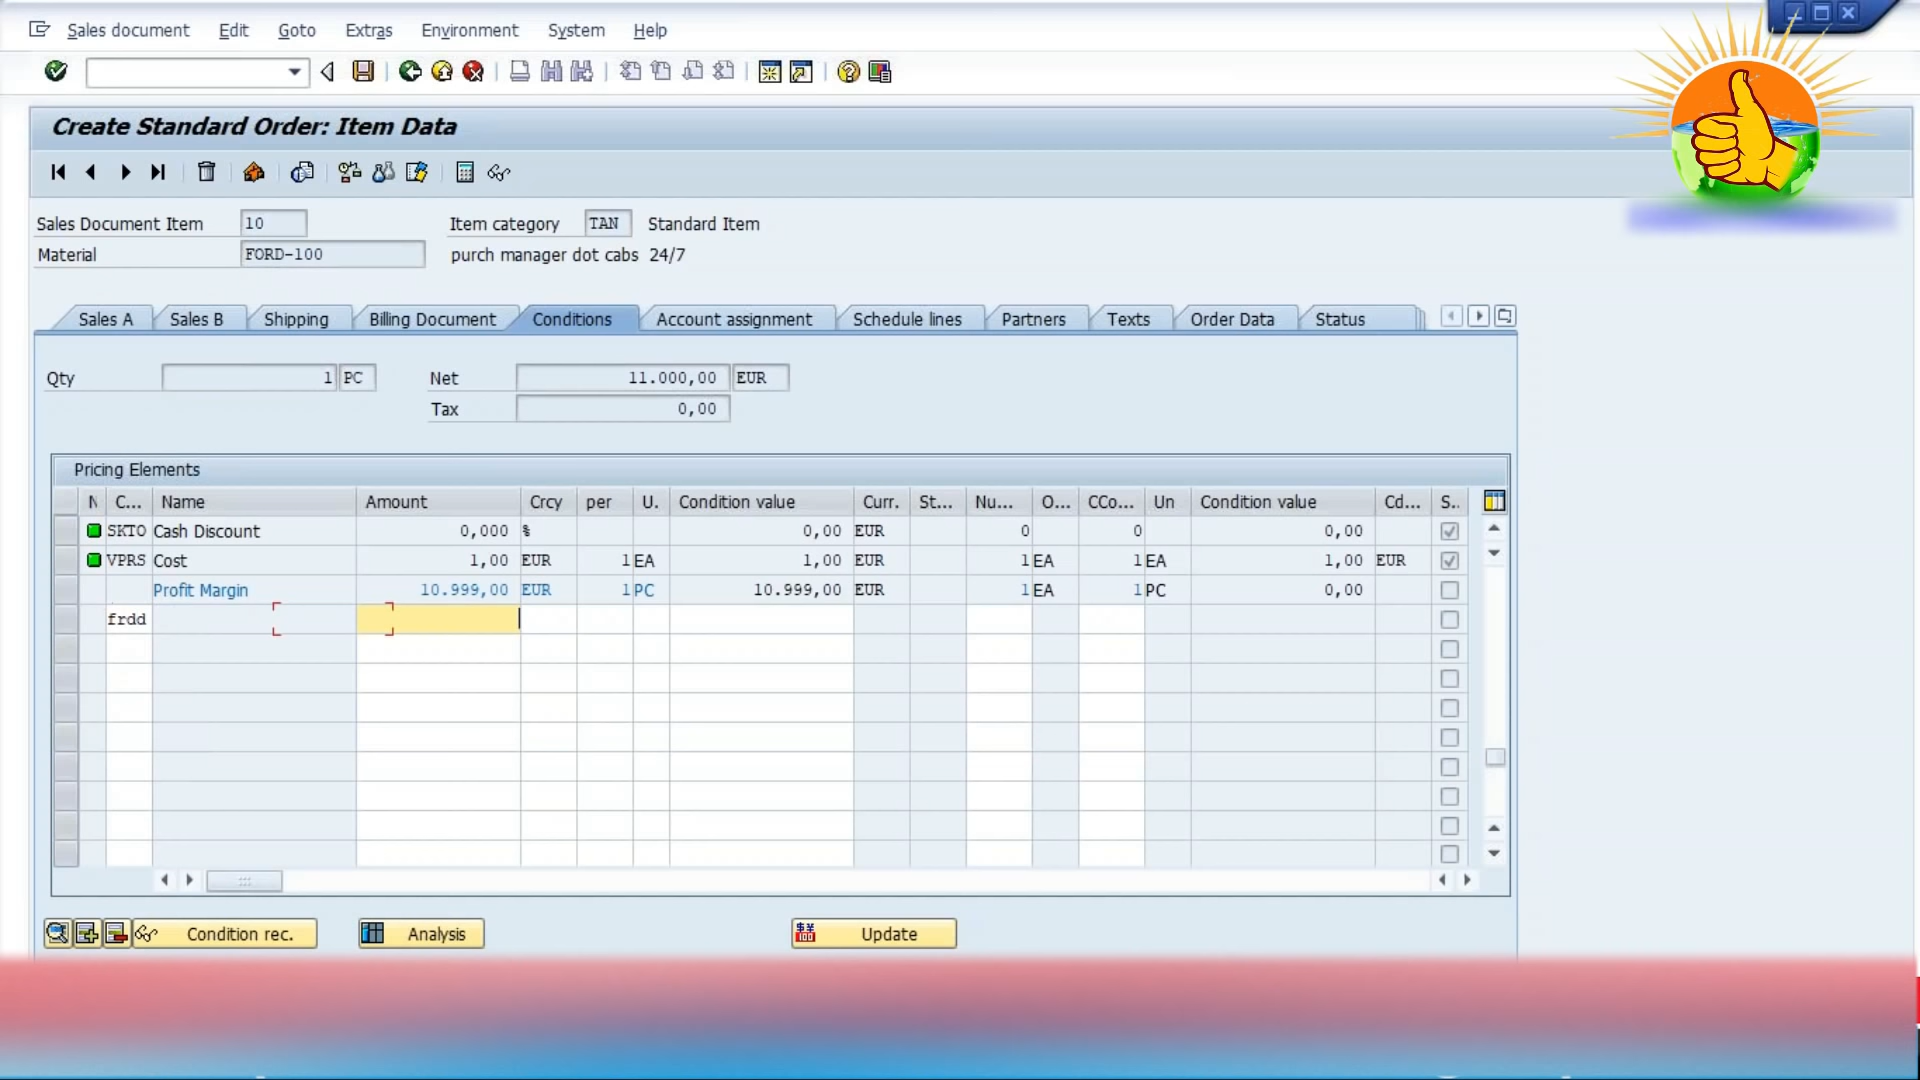 Sales document Edit Goto Extras Environment System Help
Create Standard Order: Item Data
Sales Document Item 10 Item category TAN Standard Item
Material FORD-100 purch manager dot cabs 24/7
Sales A Sales B Shipping Billing Document Conditions Account assignment Schedule lines Partners Texts Order Data Status
Qty 1 PC Net 11.000,00 EUR
Tax 0,00
Pricing Elements
N C... Name Amount Crcy per U. Condition value Curr. St... Nu... O... CCo... Un Condition value Cd... S..
SKTO Cash Discount 0,000 % 0,00 EUR 0 0 0,00
VPRS Cost 1,00 EUR 1 EA 1,00 EUR 1 EA 1 EA 1,00 EUR
Profit Margin 10.999,00 EUR 1 PC 10.999,00 EUR 1 EA 1 PC 0,00
frdd
Condition rec. Analysis Update